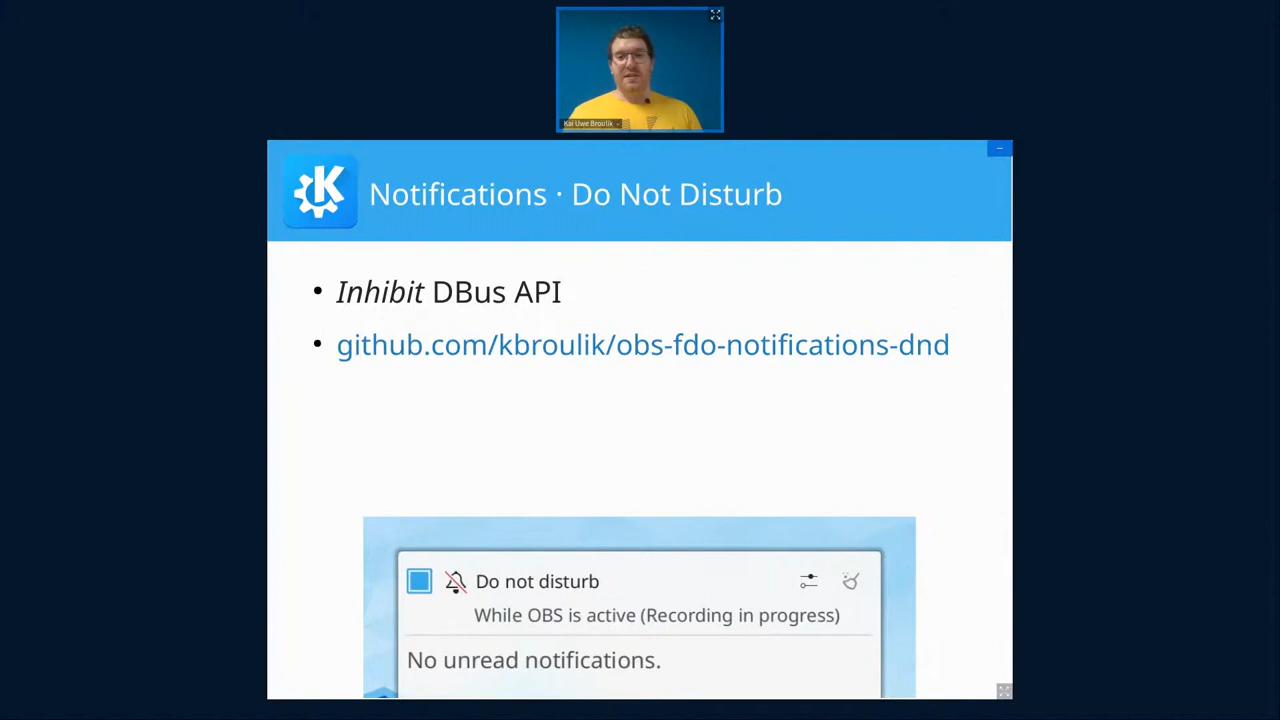 Kai Uwe Broulik
Notifications · Do Not Disturb
• Inhibit DBus API
• github.com/kbroulik/obs-fdo-notifications-dnd
Do not disturb
While OBS is active (Recording in progress)
No unread notifications.